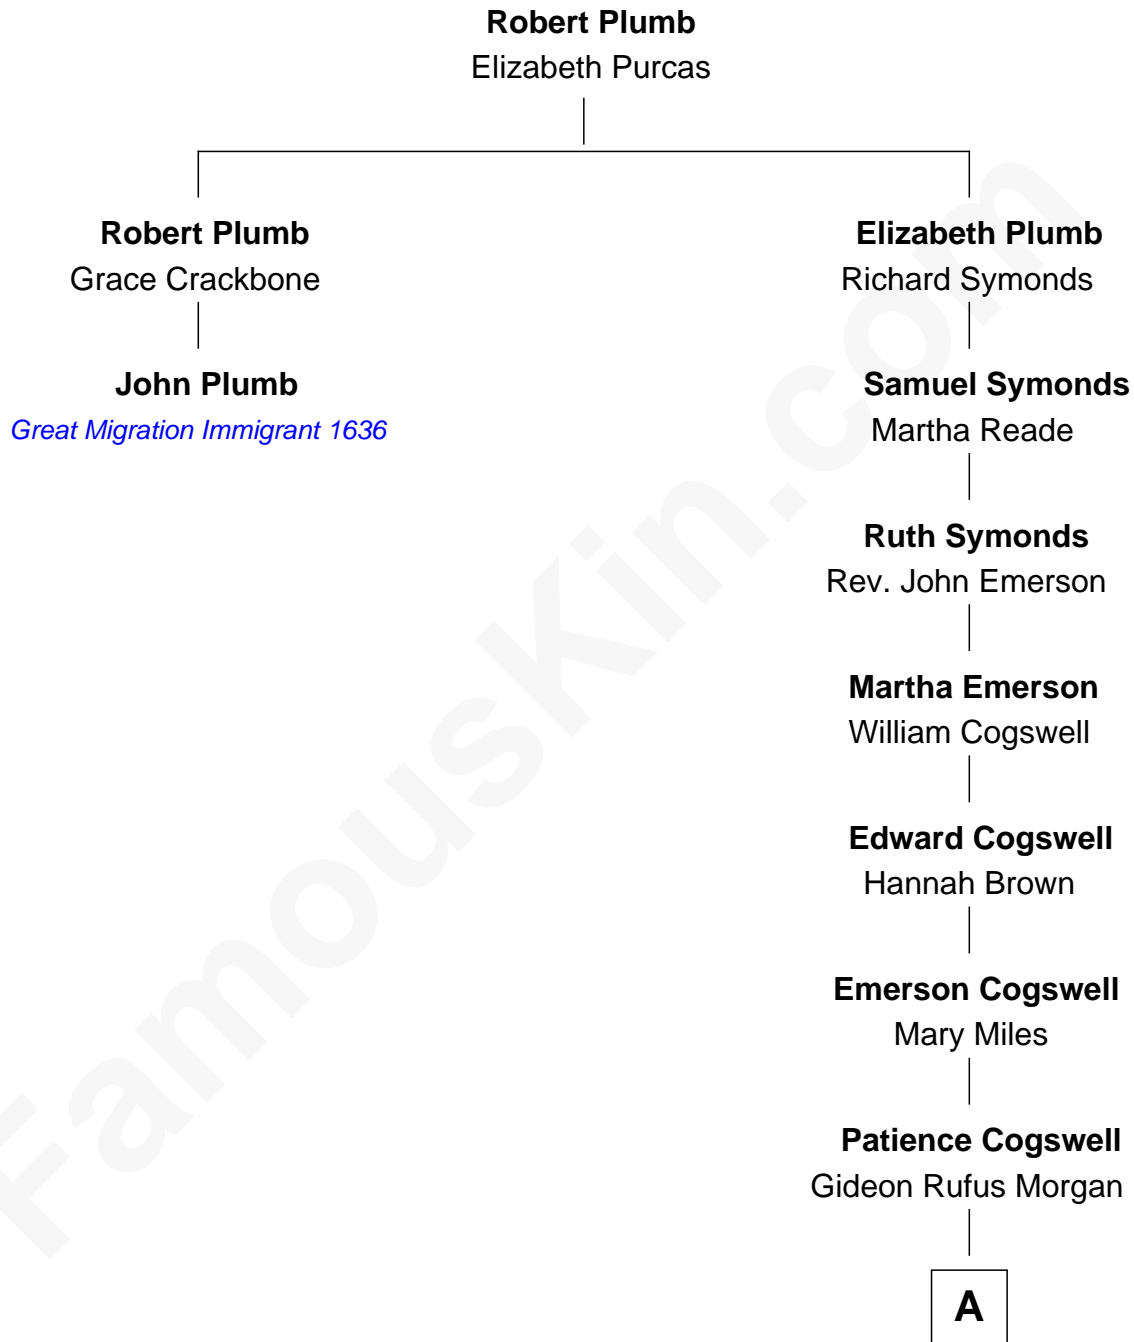 Robert Plumb
Elizabeth Purcas
Robert Plumb
Grace Crackbone
Elizabeth Plumb
Richard Symonds
John Plumb
Great Migration Immigrant 1636
Samuel Symonds
Martha Reade
Ruth Symonds
Rev. John Emerson
Martha Emerson
William Cogswell
Edward Cogswell
Hannah Brown
Emerson Cogswell
Mary Miles
Patience Cogswell
Gideon Rufus Morgan
A
FamousKin.com